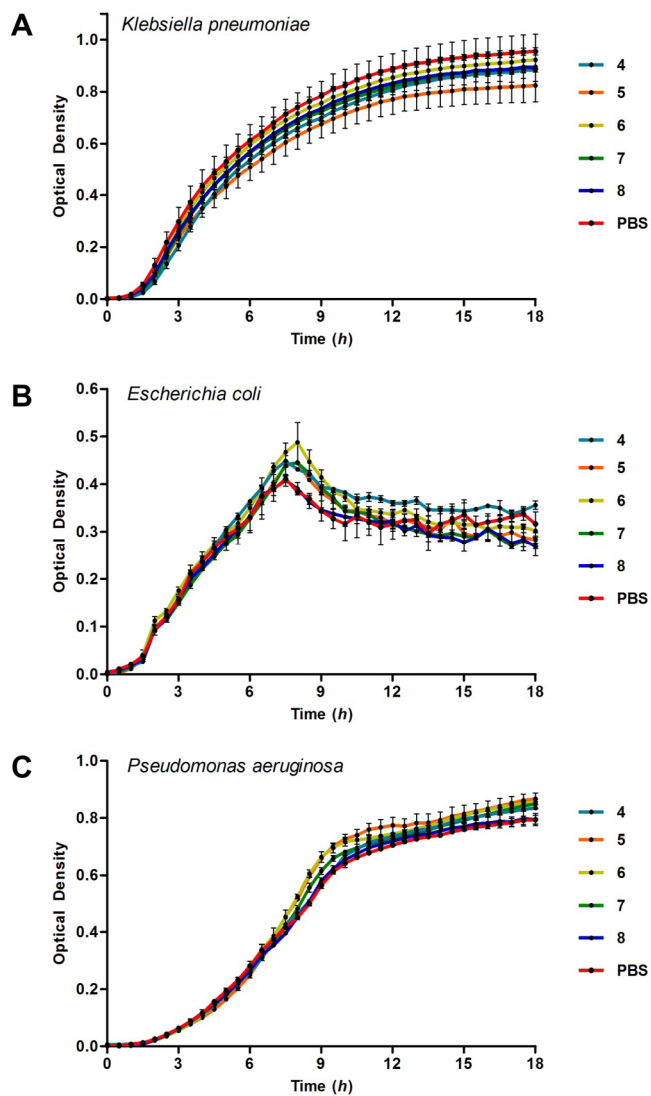 A
Klebsiella pneumoniae
1.0
0.8
0.6
0.4
0.2
0.0
Optical Density
0 3 6 9 12 15 18
Time (h)
4
5
6
7
8
PBS
B
Escherichia coli
0.6
0.5
0.4
0.3
0.2
0.1
0.0
Optical Density
0 3 6 9 12 15 18
Time (h)
4
5
6
7
8
PBS
C
Pseudomonas aeruginosa
1.0
0.8
0.6
0.4
0.2
0.0
Optical Density
0 3 6 9 12 15 18
Time (h)
4
5
6
7
8
PBS